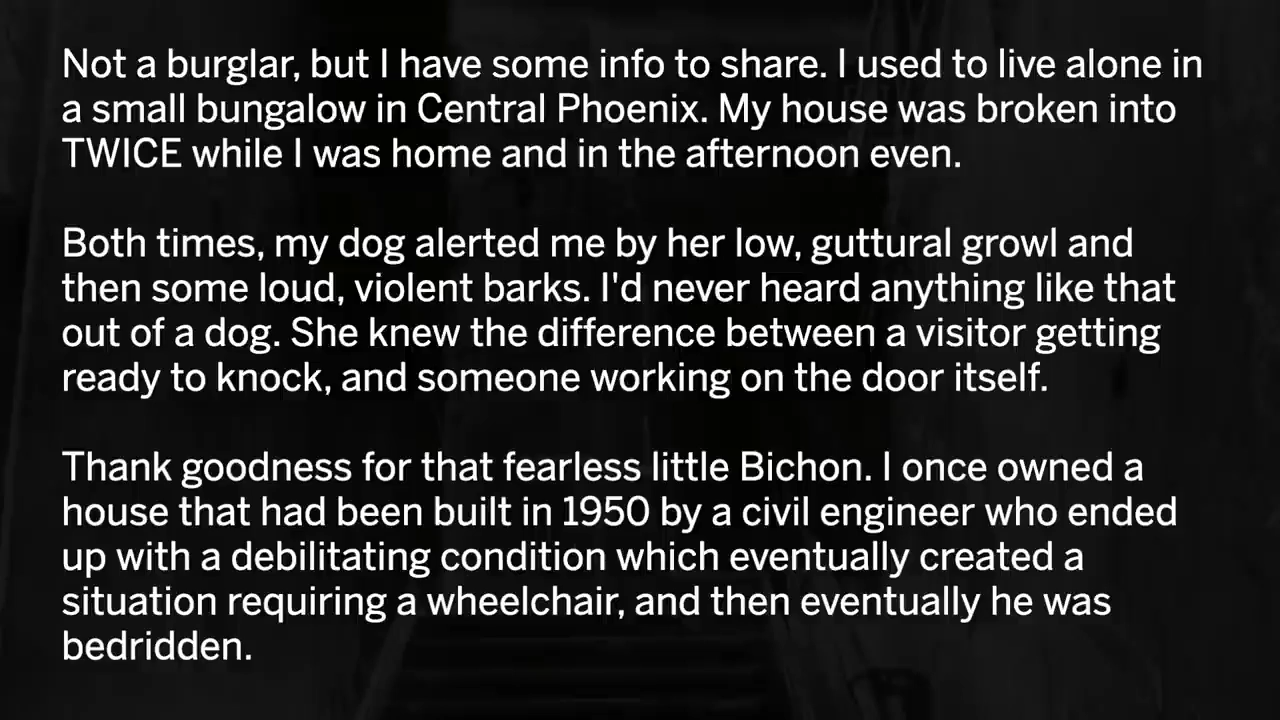 Not a burglar, but I have some info to share. I used to live alone in
a small bungalow in Central Phoenix. My house was broken into
TWICE while I was home and in the afternoon even.
Both times, my dog alerted me by her low, guttural growl and
then some loud, violent barks. I'd never heard anything like that
out of a dog. She knew the difference between a visitor getting
ready to knock, and someone working on the door itself.
Thank goodness for that fearless little Bichon. I once owned a
house that had been built in 1950 by a civil engineer who ended
up with a debilitating condition which eventually created a
situation requiring a wheelchair, and then eventually he was
bedridden.